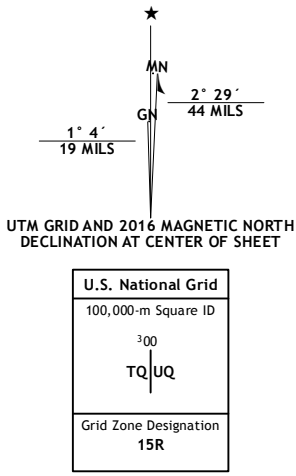 ★
MN
2° 29´
44 MILS
GN
1° 4´
19 MILS
UTM GRID AND 2016 MAGNETIC NORTH
DECLINATION AT CENTER OF SHEET
U.S. National Grid
100,000-m Square ID
³00
TQ UQ
Grid Zone Designation
15R